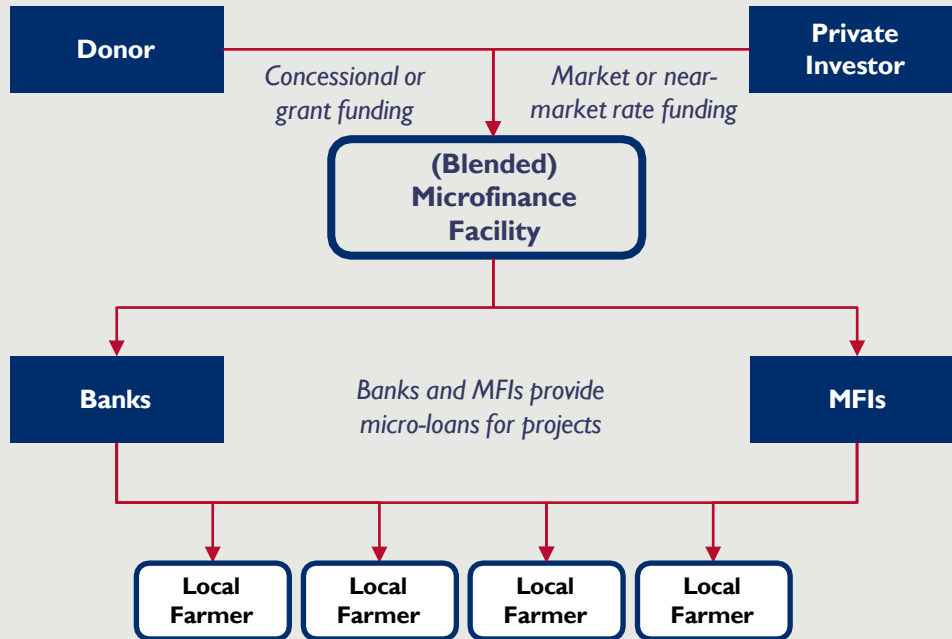 Donor
Private
Investor
Concessional or
grant funding
Market or near-
market rate funding
(Blended)
Microfinance
Facility
Banks
Banks and MFIs provide
micro-loans for projects
MFIs
Local
Farmer
Local
Farmer
Local
Farmer
Local
Farmer